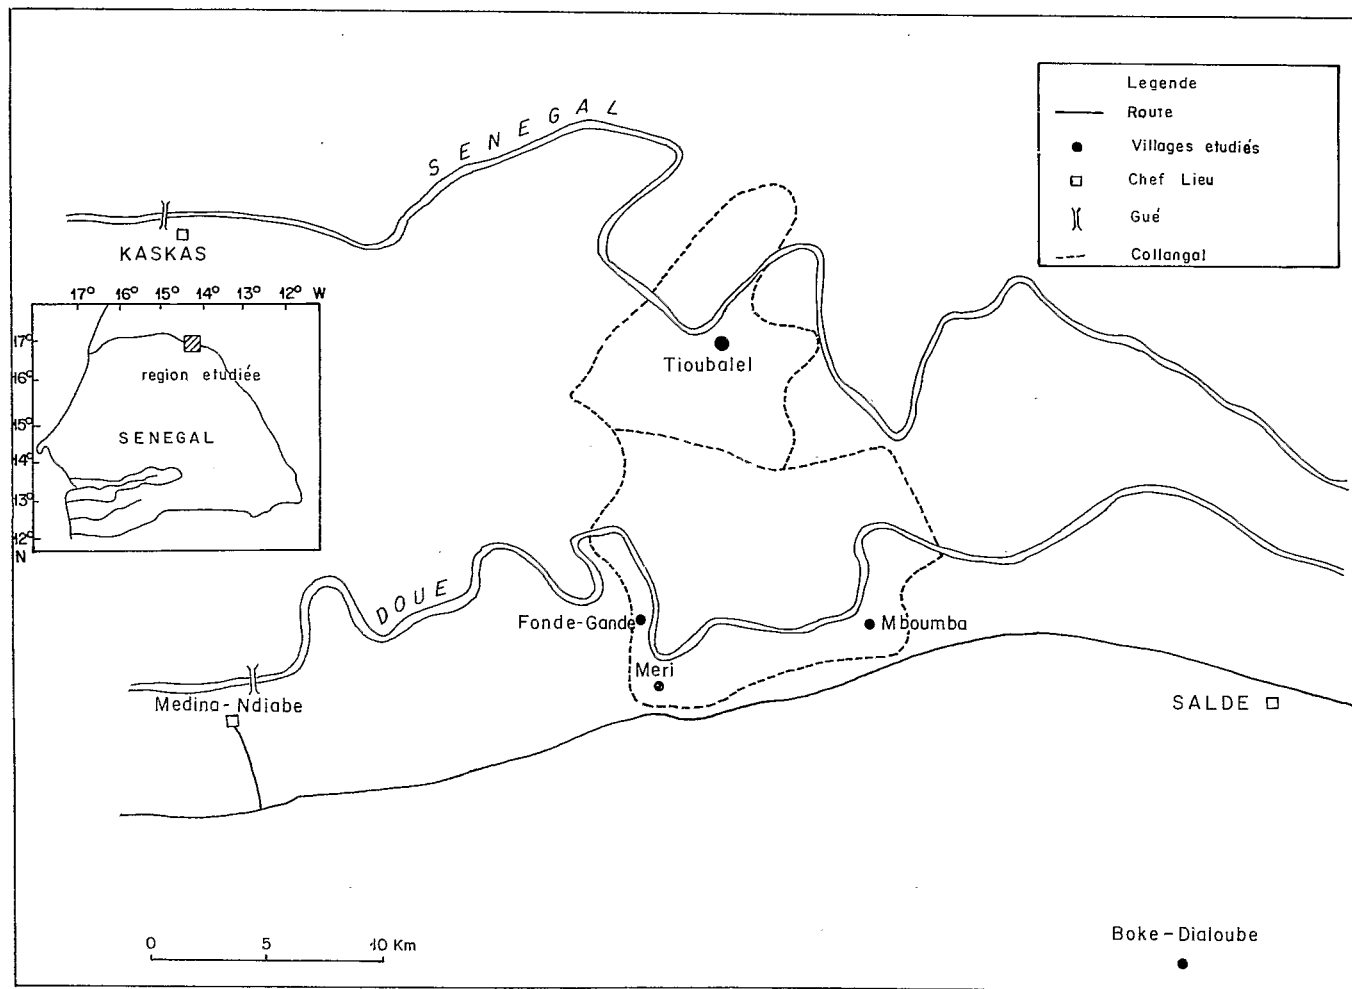 Legende
Route
Villages etudiés
Chef Lieu
Gué
Collangal
SENEGAL
KASKAS
17° 16° 15° 14° 13° 12° W
17°
16°
15°
14°
13°
12°
N
region etudiée
SENEGAL
Tioubalel
DOUE
Fonde-Gande
Mboumba
Meri
Medina-Ndiabe
SALDE
0 5 10 Km
Boke-Dialoube